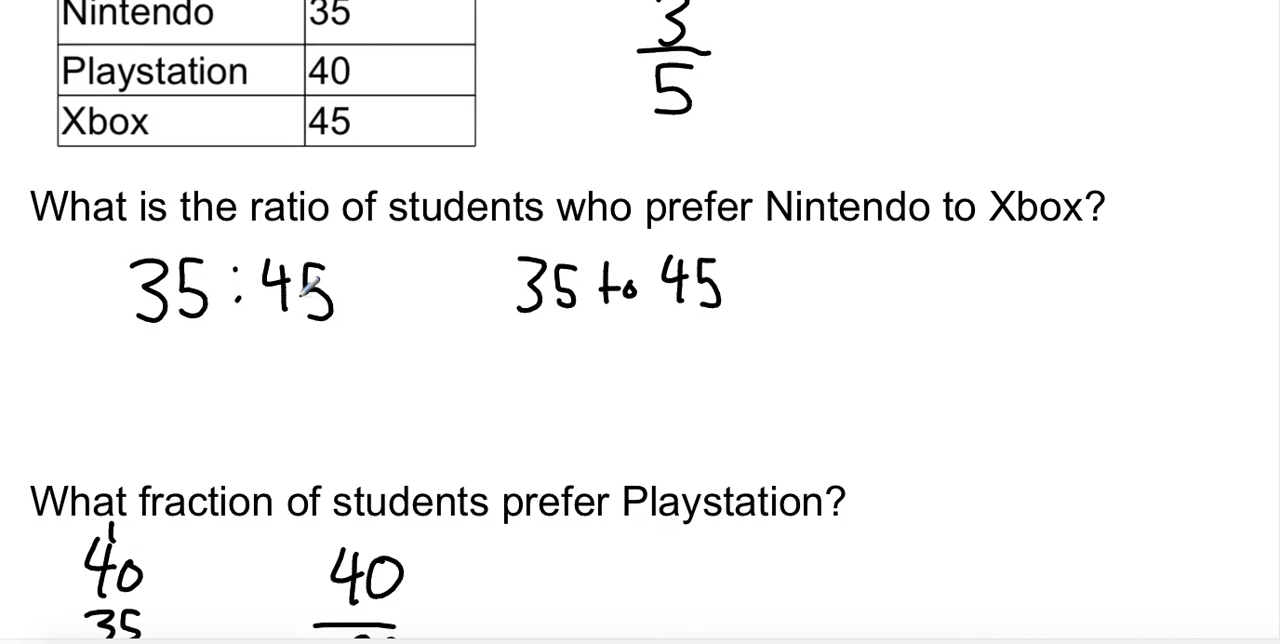 Nintendo 35
3
5
Playstation 40
Xbox 45
What is the ratio of students who prefer Nintendo to Xbox?
35 : 45 35 to 45
What fraction of students prefer Playstation?
1
40 40
35